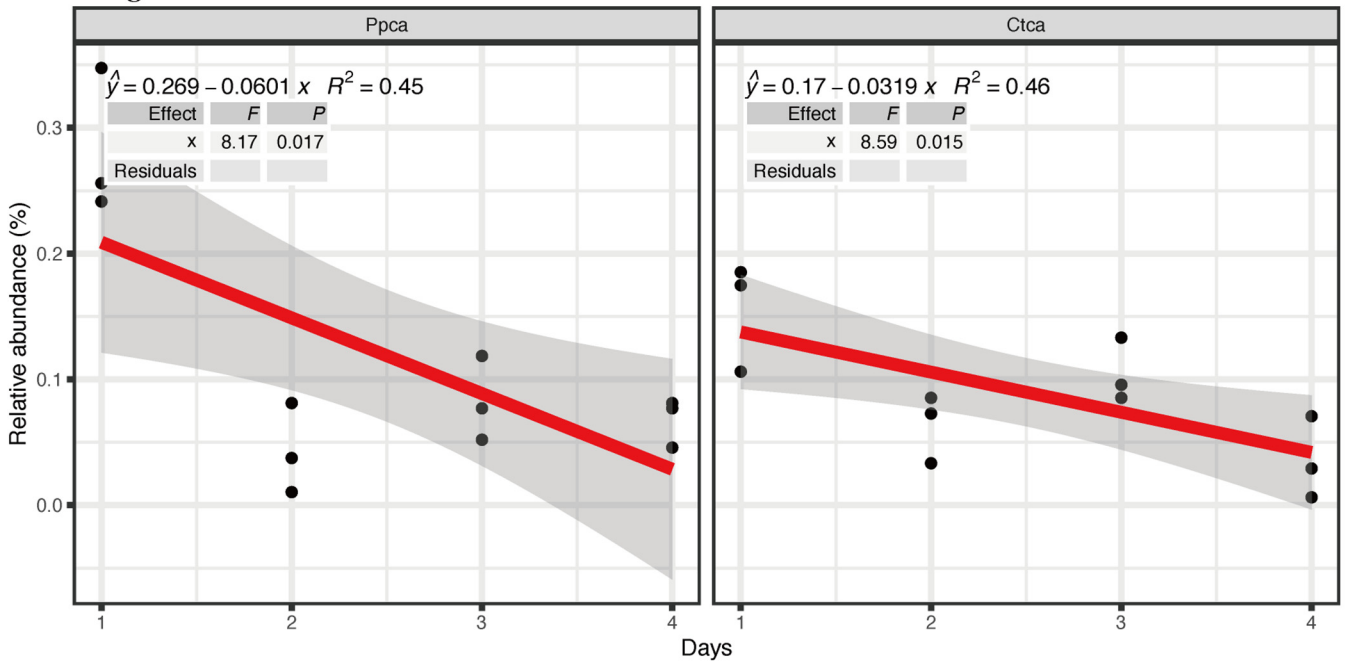 Ppca
Ctca
ŷ = 0.269 – 0.0601 x R² = 0.45
Effect F P
x 8.17 0.017
Residuals
ŷ = 0.17 – 0.0319 x R² = 0.46
Effect F P
x 8.59 0.015
Residuals
Relative abundance (%)
0.3
0.2
0.1
0.0
1 2 3 4
1 2 3 4
Days